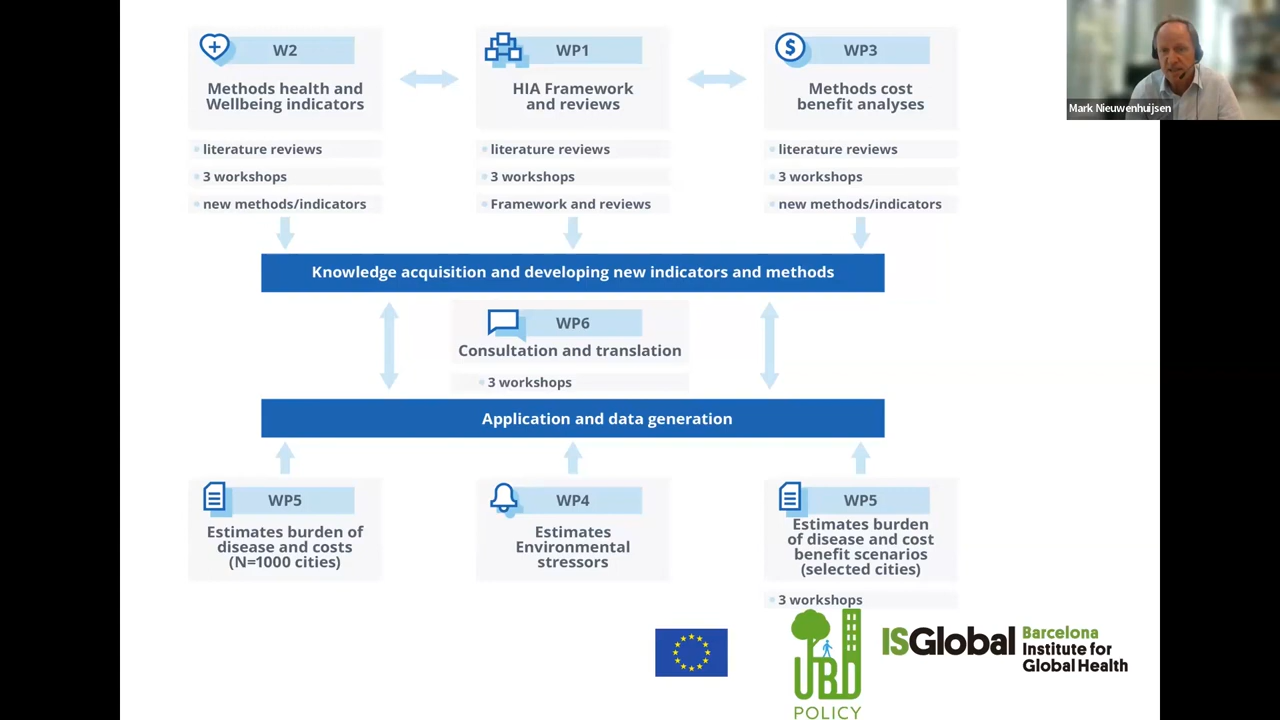 W2
Methods health and
Wellbeing indicators
literature reviews
3 workshops
new methods/indicators
WP1
HIA Framework
and reviews
literature reviews
3 workshops
Framework and reviews
$
WP3
Methods cost
benefit analyses
literature reviews
3 workshops
new methods/indicators
Mark Nieuwenhuijsen
Knowledge acquisition and developing new indicators and methods
WP6
Consultation and translation
3 workshops
Application and data generation
WP5
Estimates burden of
disease and costs
(N=1000 cities)
WP4
Estimates
Environmental
stressors
WP5
Estimates burden
of disease and cost
benefit scenarios
(selected cities)
3 workshops
UBD
POLICY
ISGlobal
Barcelona
Institute for
Global Health